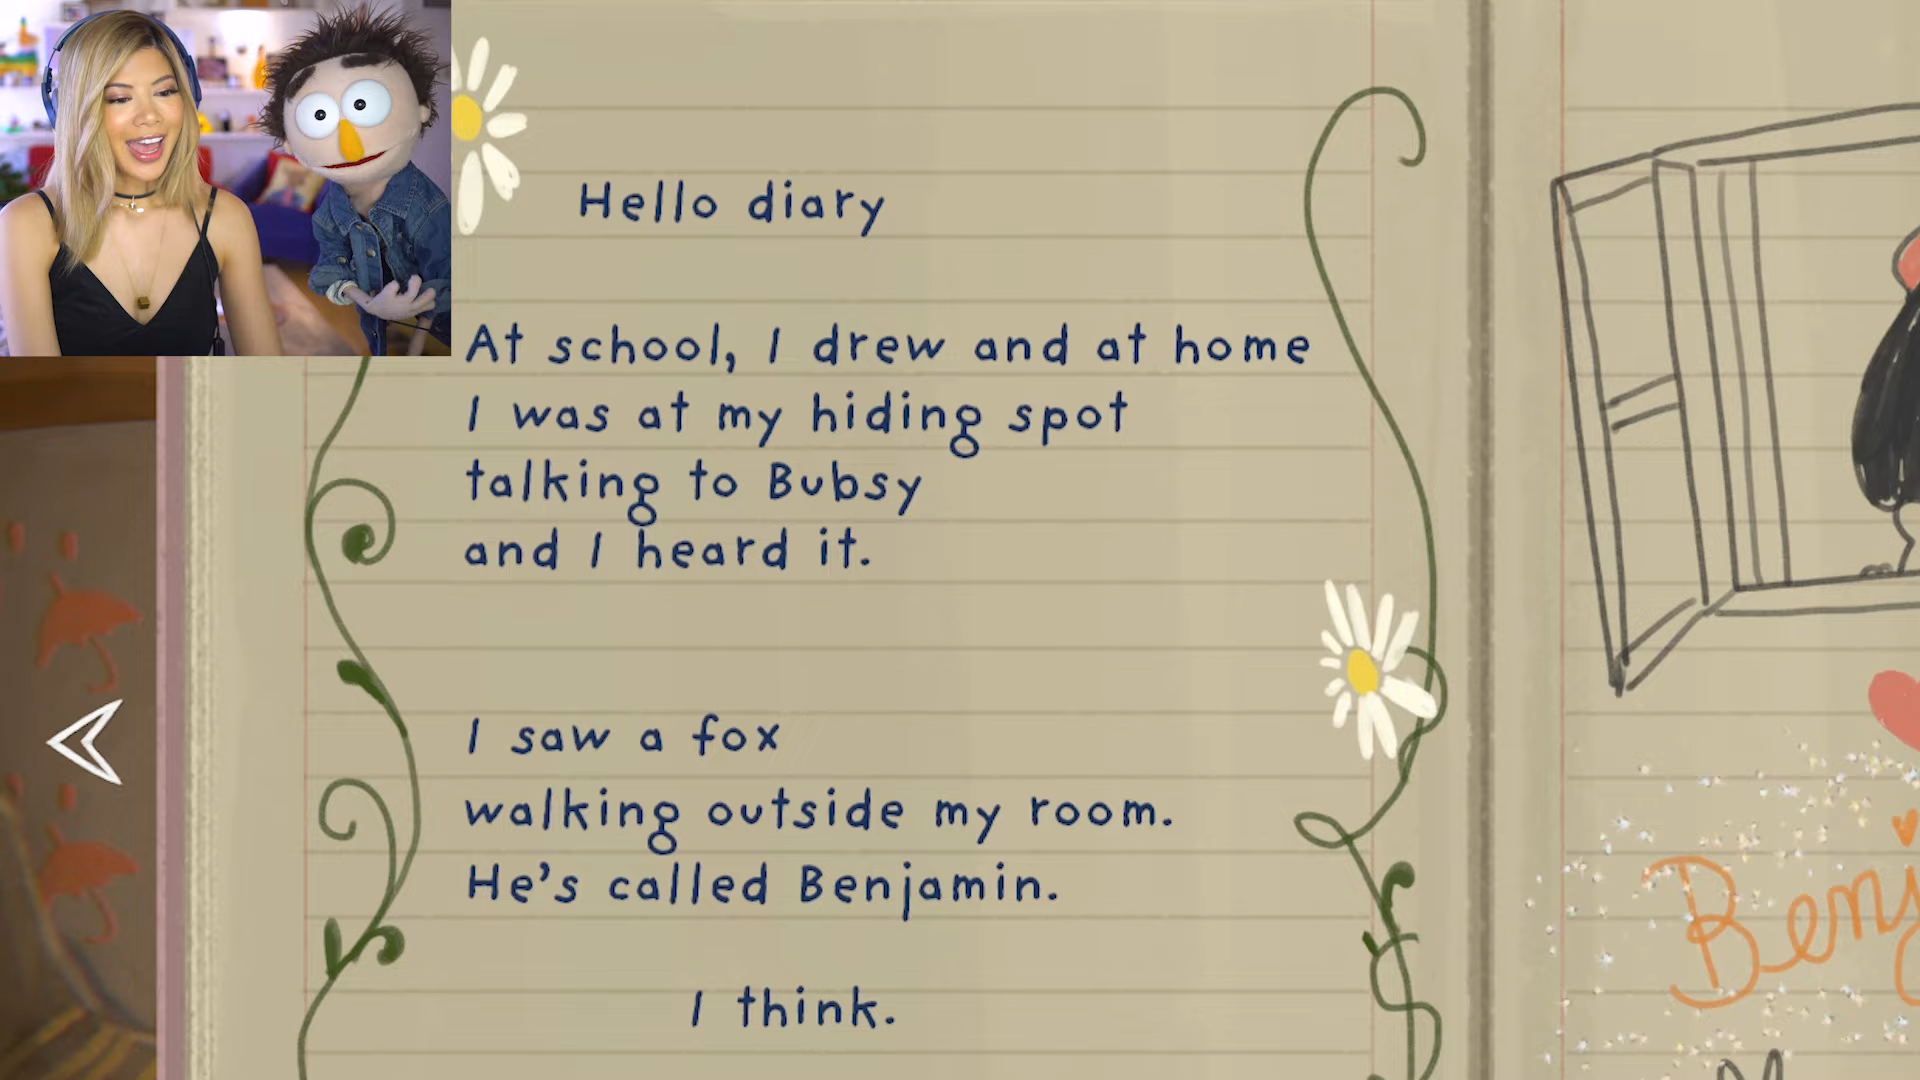 Hello diary
At school, I drew and at home
I was at my hiding spot
talking to Bubsy
and I heard it.
I saw a fox
walking outside my room.
He's called Benjamin.
I think.